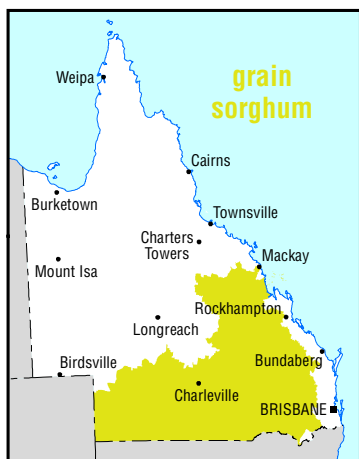 Weipa
grain
sorghum
Cairns
Burketown
Townsville
Charters
Towers
Mackay
Mount Isa
Rockhampton
Longreach
Bundaberg
Birdsville
Charleville
BRISBANE